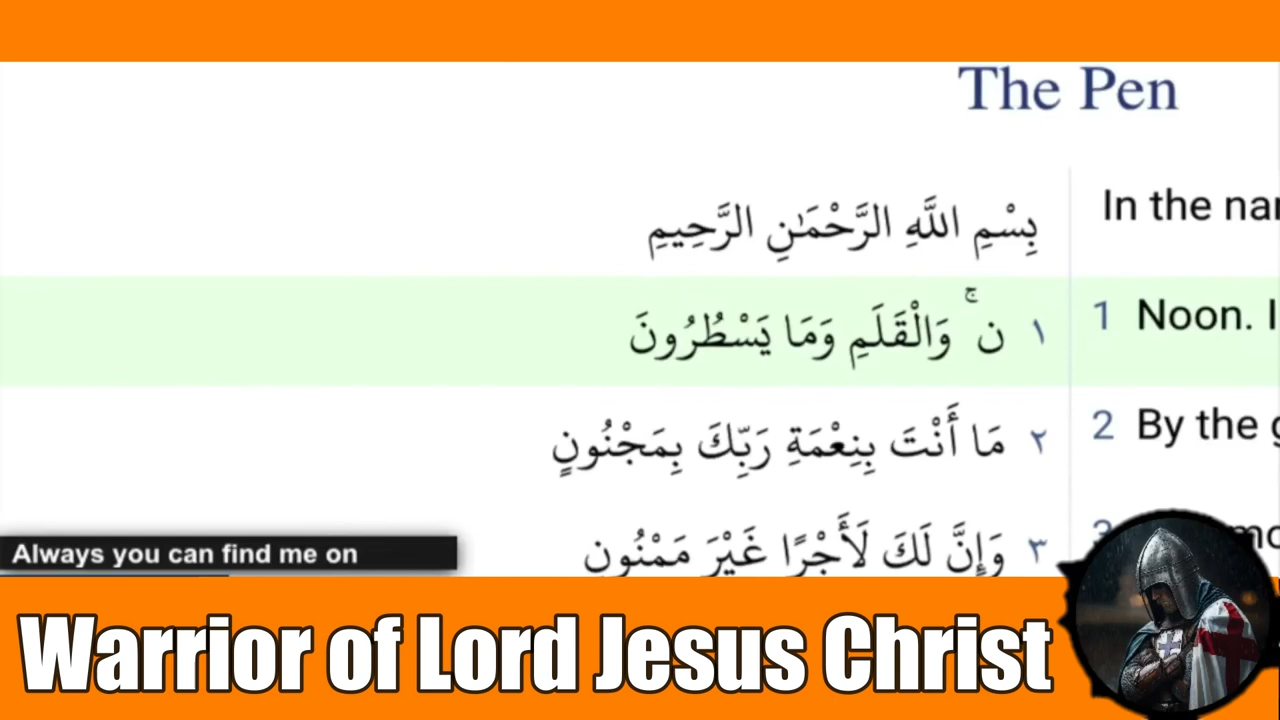 The Pen
بِسْمِ اللَّهِ الرَّحْمَٰنِ الرَّحِيمِ
In the nar
١ ن ۚ وَالْقَلَمِ وَمَا يَسْطُرُونَ
1 Noon. I
٢ مَا أَنْتَ بِنِعْمَةِ رَبِّكَ بِمَجْنُونٍ
2 By the g
٣ وَإِنَّ لَكَ لَأَجْرًا غَيْرَ مَمْنُونٍ
3
Always you can find me on
Warrior of Lord Jesus Christ